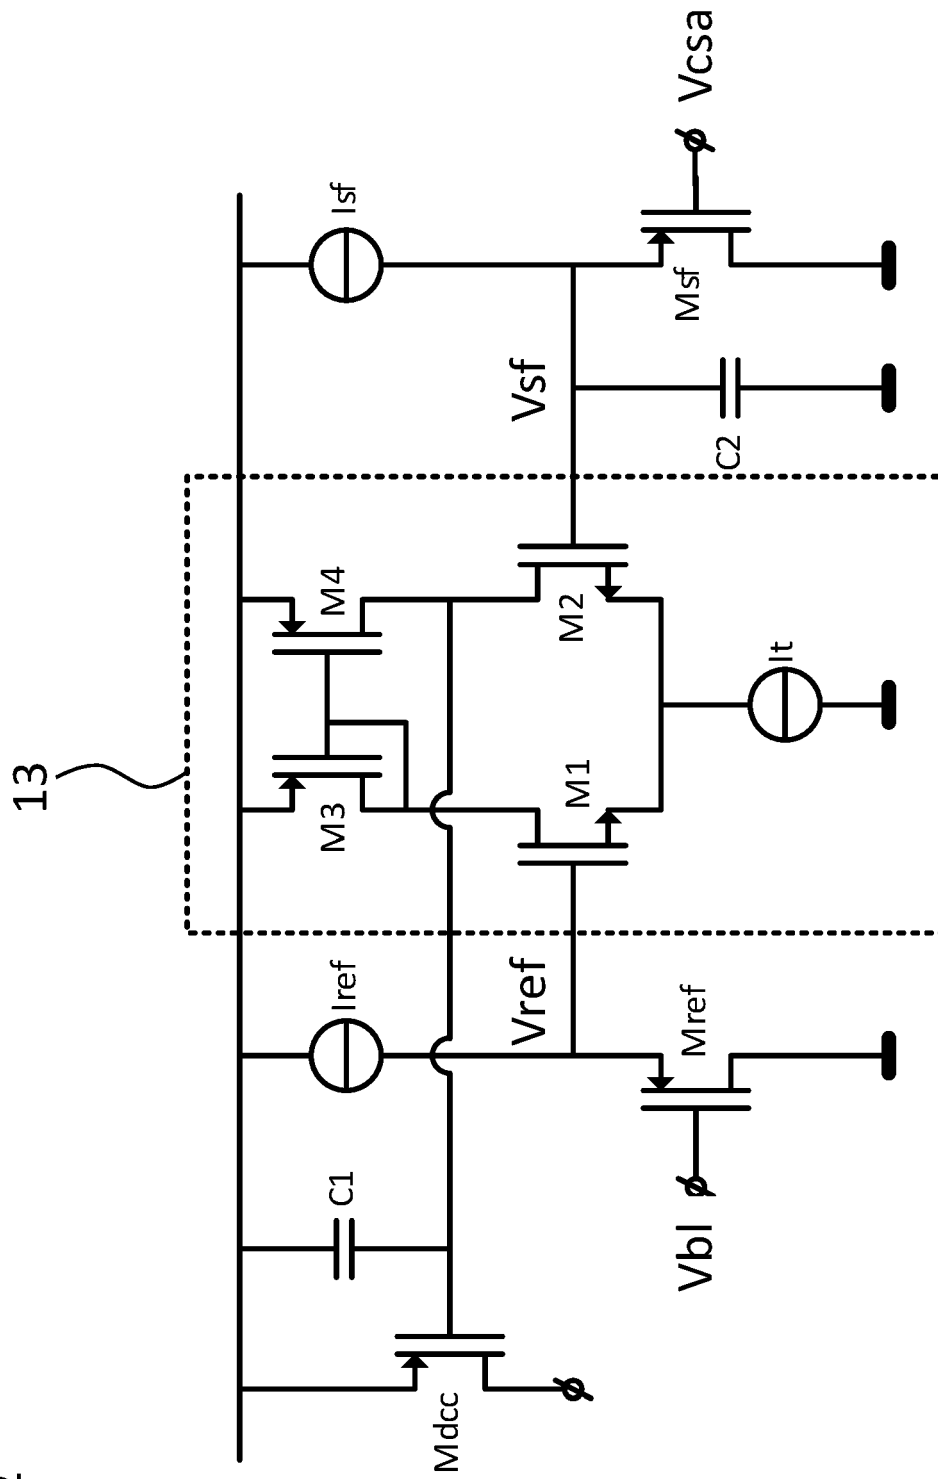 13
Iref
Isf
C1
M3
M4
Vref
Vsf
Mdcc
M1
M2
Vbl
Mref
It
C2
Msf
Vcsa